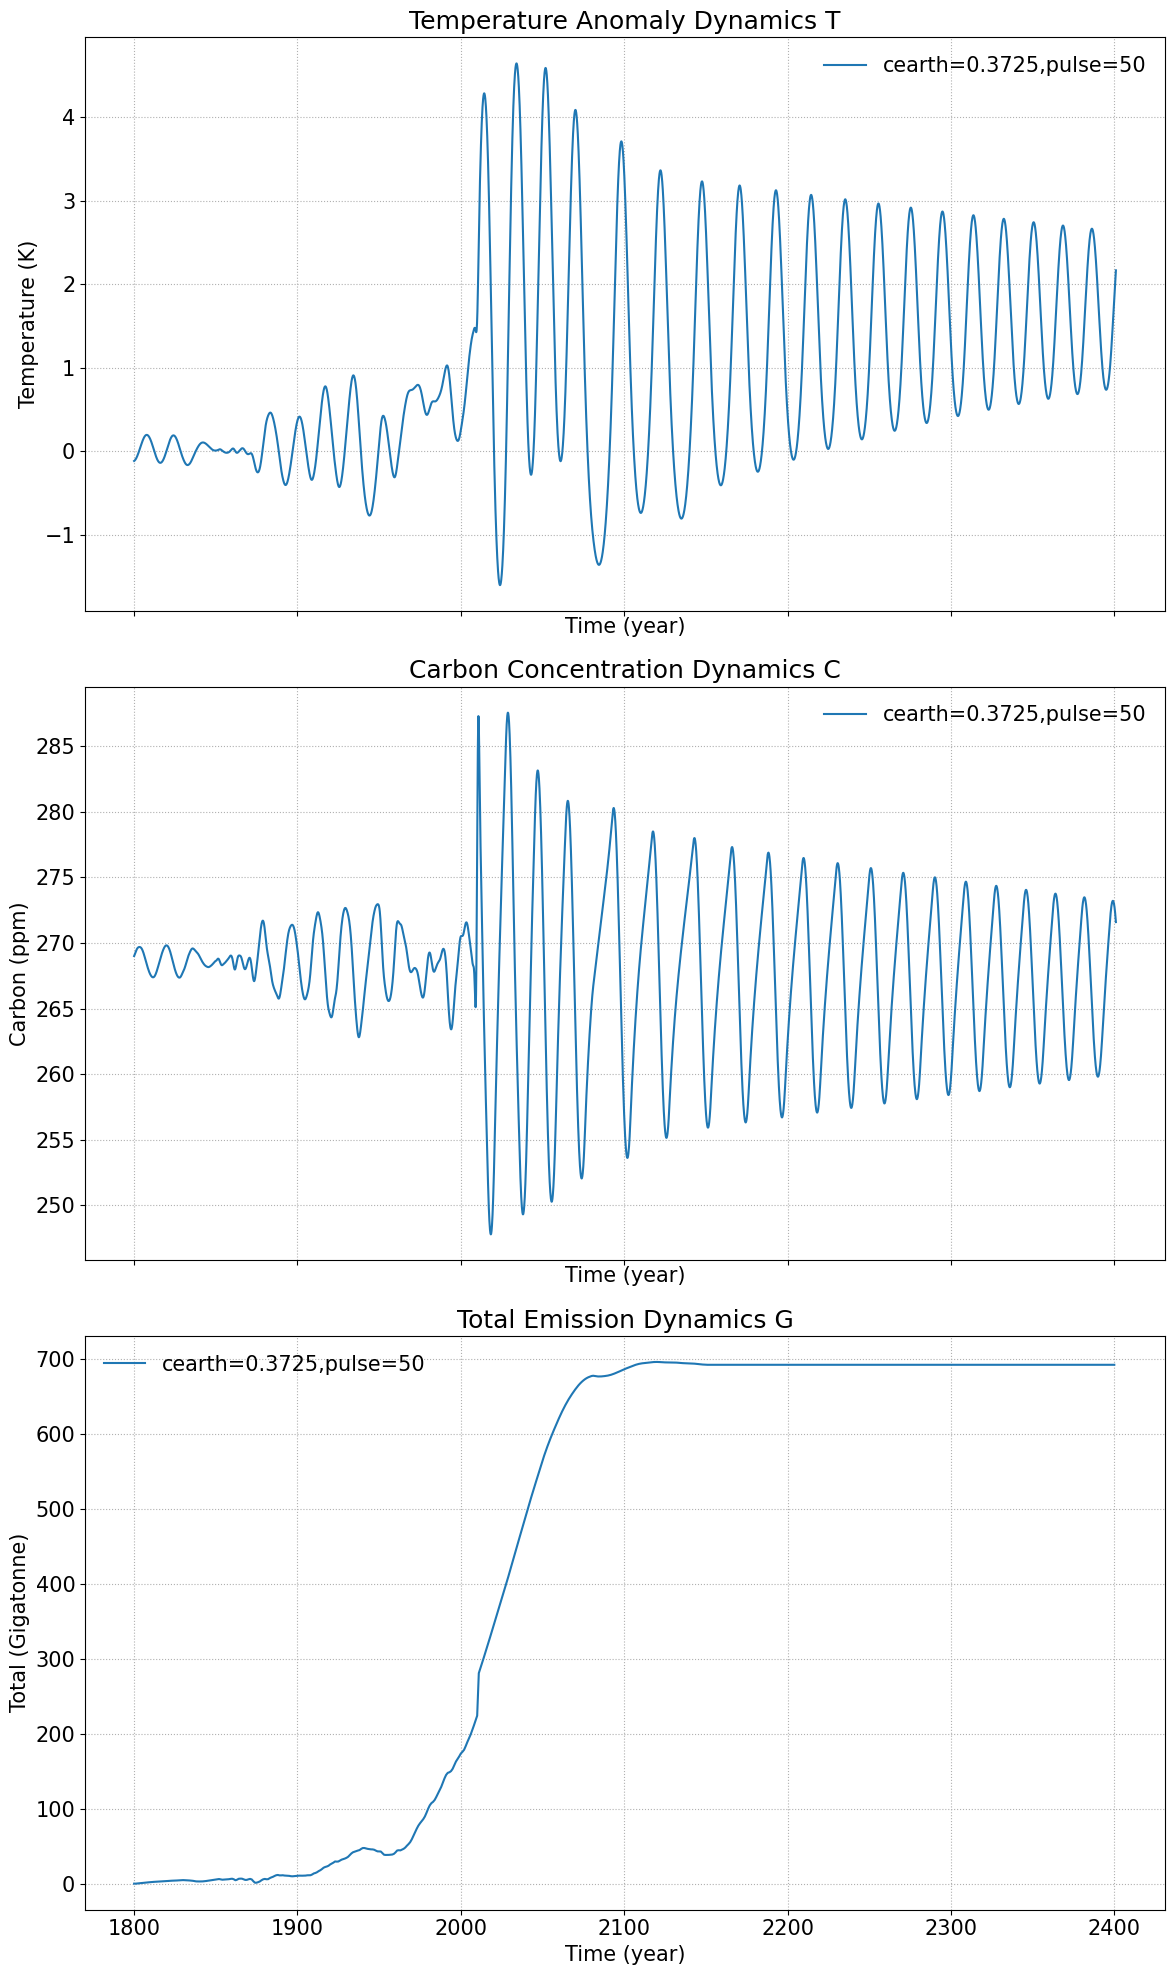 Temperature Anomaly Dynamics T
cearth=0.3725,pulse=50
4
3
2
1
0
−1
Temperature (K)
Time (year)
Carbon Concentration Dynamics C
cearth=0.3725,pulse=50
285
280
275
270
265
260
255
250
Carbon (ppm)
Time (year)
Total Emission Dynamics G
cearth=0.3725,pulse=50
700
600
500
400
300
200
100
0
Total (Gigatonne)
1800 1900 2000 2100 2200 2300 2400
Time (year)